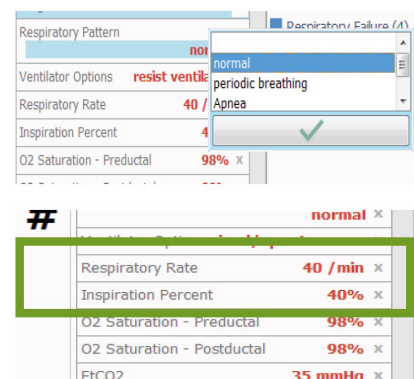 Respiratory Pattern
nor
Respiratory Failure (4)
normal
periodic breathing
Apnea
Ventilator Options resist ventila
Respiratory Rate 40 /
Inspiration Percent 4
O2 Saturation - Preductal 98% x
#
normal x
Respiratory Rate 40 /min x
Inspiration Percent 40% x
O2 Saturation - Preductal 98% x
O2 Saturation - Postductal 98% x
EtCO2 35 mmHg x